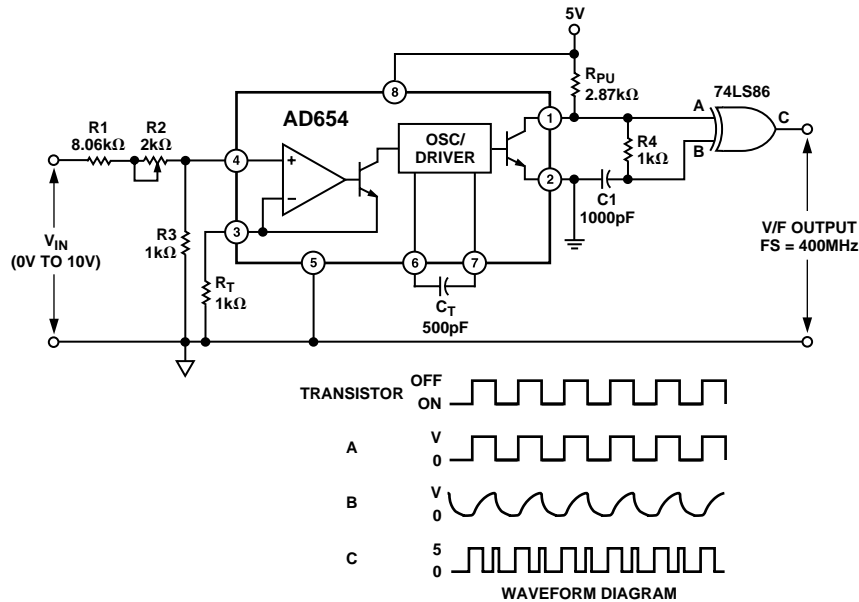 5V
R1
8.06kΩ
R2
2kΩ
AD654
8
OSC/
DRIVER
RPU
2.87kΩ
74LS86
1
A
B
C
4
+
–
R4
1kΩ
2
C1
1000pF
3
R3
1kΩ
VIN
(0V TO 10V)
RT
1kΩ
5
6
7
CT
500pF
V/F OUTPUT
FS = 400MHz
TRANSISTOR
OFF
ON
A
V
0
B
V
0
C
5
0
WAVEFORM DIAGRAM